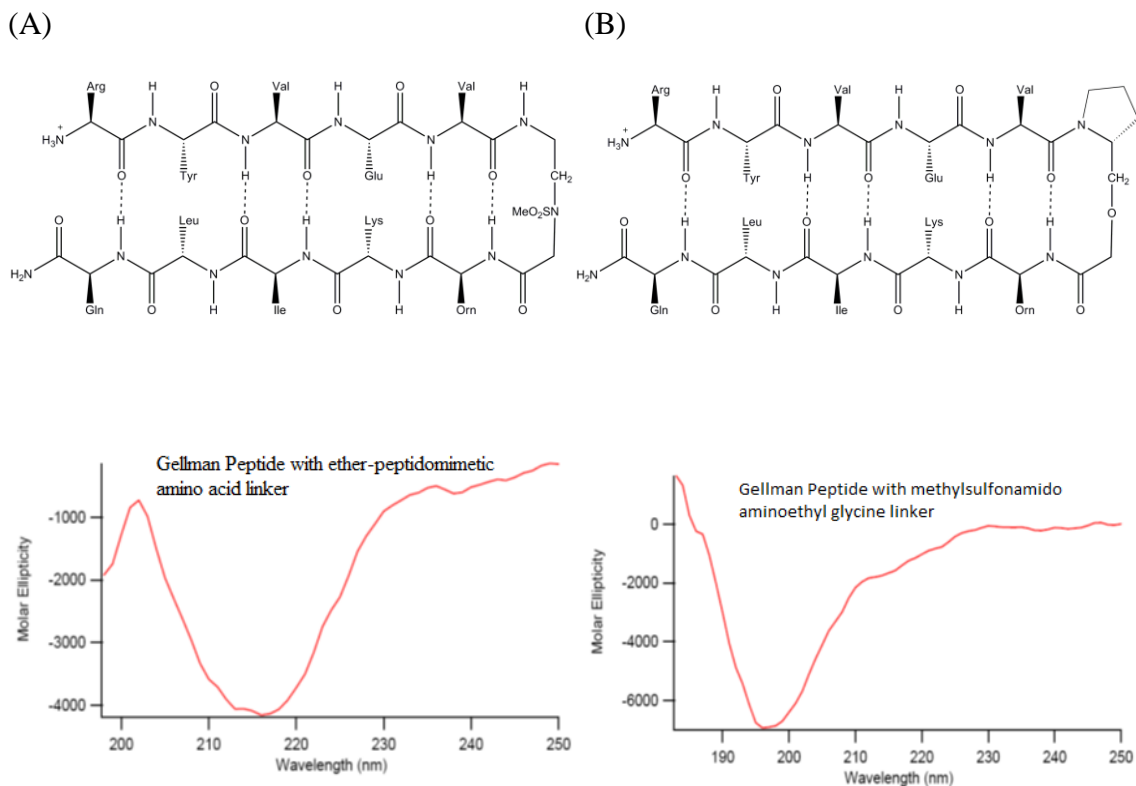 (A)
(B)
Arg H O Val H O Val H
N N N
H3N+ N N
O Tyr H O Glu H O
CH2
MeO2SN
O H Leu O H Lys O H
H2N N N N N N
Gln O H Ile O H Orn O
Arg H O Val H O Val O
N N N
H3N+ N N
O Tyr H O Glu H O
CH2
O
O H Leu O H Lys O H
H2N N N N N N
Gln O H Ile O H Orn O
Gellman Peptide with ether-peptidomimetic
amino acid linker
Molar Ellipticity
-1000
-2000
-3000
-4000
200 210 220 230 240 250
Wavelength (nm)
Gellman Peptide with methylsulfonamido
aminoethyl glycine linker
Molar Ellipticity
0
-2000
-4000
-6000
190 200 210 220 230 240 250
Wavelength (nm)